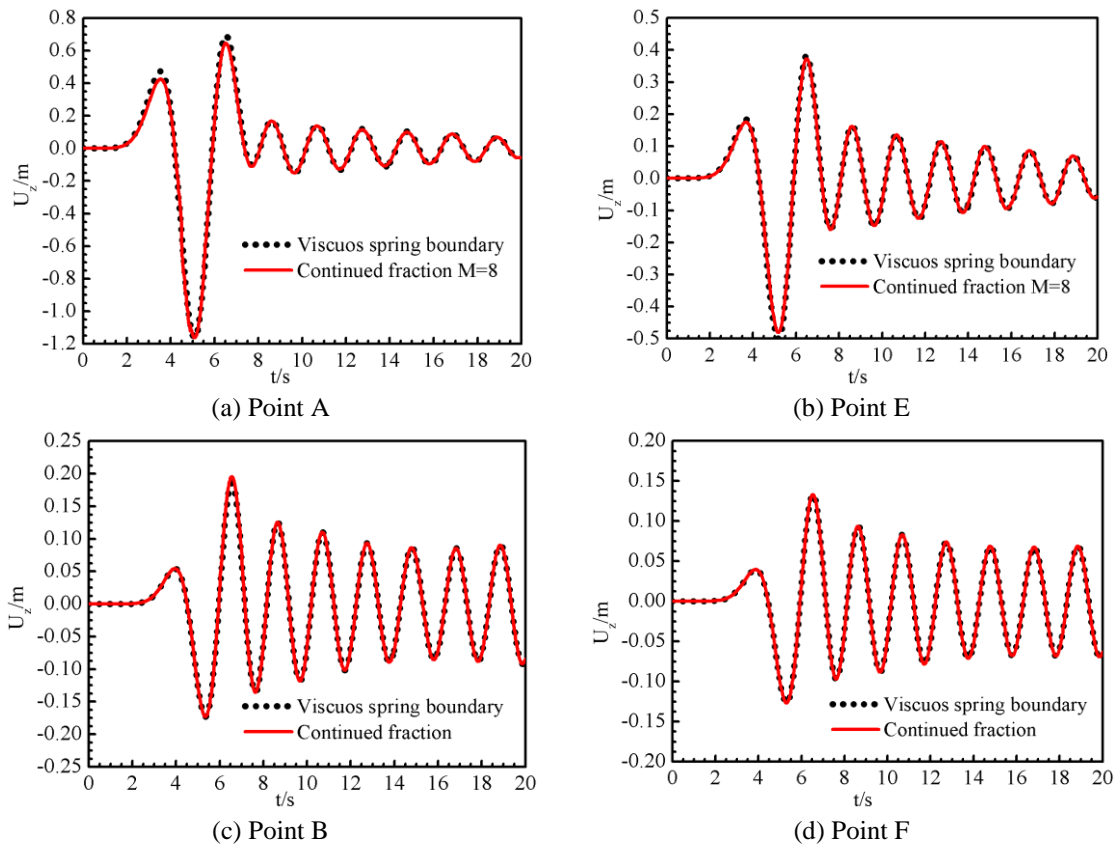 0.8
0.6
0.4
0.2
0.0
-0.2
-0.4
-0.6
-0.8
-1.0
-1.2
U_z/m
Viscuos spring boundary
Continued fraction M=8
0 2 4 6 8 10 12 14 16 18 20
t/s
(a) Point A
0.5
0.4
0.3
0.2
0.1
0.0
-0.1
-0.2
-0.3
-0.4
-0.5
U_z/m
Viscuos spring boundary
Continued fraction M=8
0 2 4 6 8 10 12 14 16 18 20
t/s
(b) Point E
0.25
0.20
0.15
0.10
0.05
0.00
-0.05
-0.10
-0.15
-0.20
-0.25
U_z/m
Viscuos spring boundary
Continued fraction
0 2 4 6 8 10 12 14 16 18 20
t/s
(c) Point B
0.20
0.15
0.10
0.05
0.00
-0.05
-0.10
-0.15
-0.20
U_z/m
Viscuos spring boundary
Continued fraction
0 2 4 6 8 10 12 14 16 18 20
t/s
(d) Point F